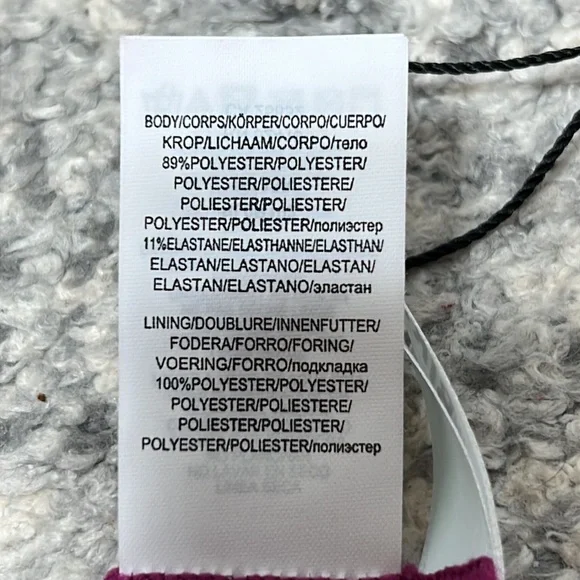 BODY/CORPS/KÖRPER/CORPO/CUERPO/
KROP/LICHAAM/CORPO/тело
89%POLYESTER/POLYESTER/
POLYESTER/POLIESTERE/
POLIESTER/POLIESTER/
POLYESTER/POLIESTER/полиэстер
11%ELASTANE/ELASTHANNE/ELASTHAN/
ELASTAN/ELASTANO/ELASTAN/
ELASTAN/ELASTANO/эластан
LINING/DOUBLURE/INNENFUTTER/
FODERA/FORRO/FORING/
VOERING/FORRO/подкладка
100%POLYESTER/POLYESTER/
POLYESTER/POLIESTERE/
POLIESTER/POLIESTER/
POLYESTER/POLIESTER/полиэстер